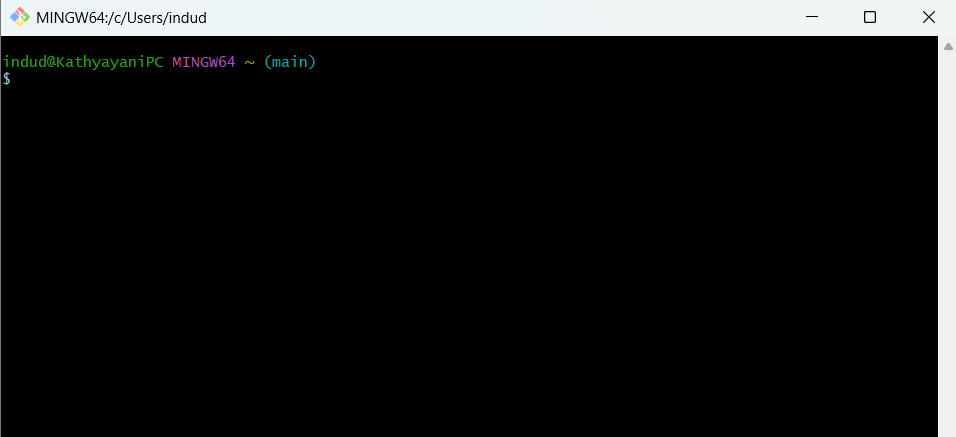 MINGW64:/c/Users/indud
indud@KathyayaniPC MINGW64 ~ (main)
$